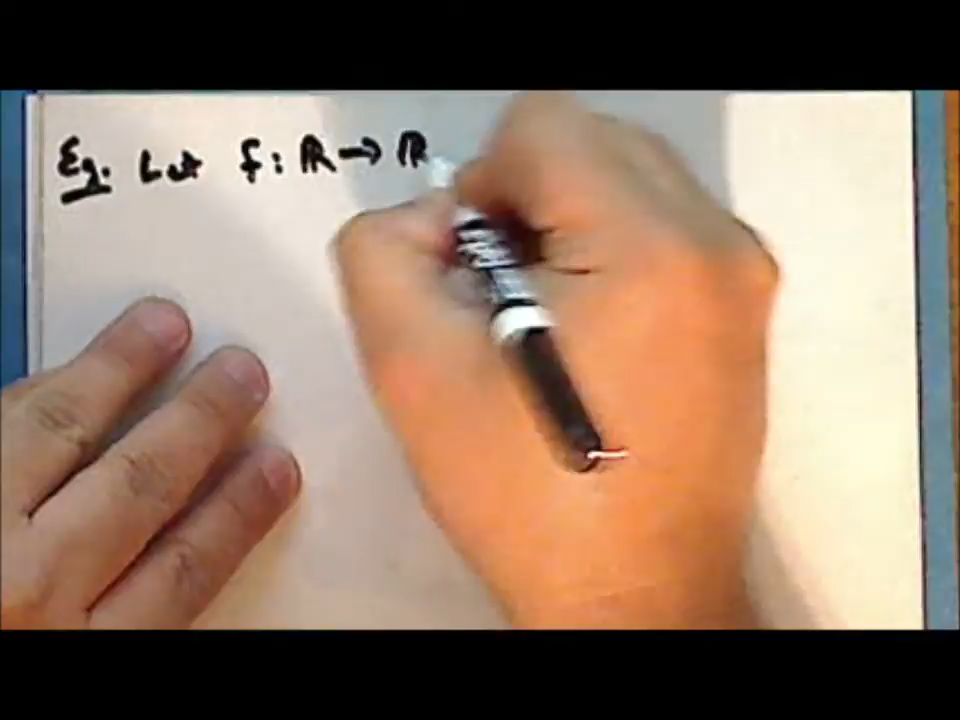 Eg. Let f: ℝ → ℝ